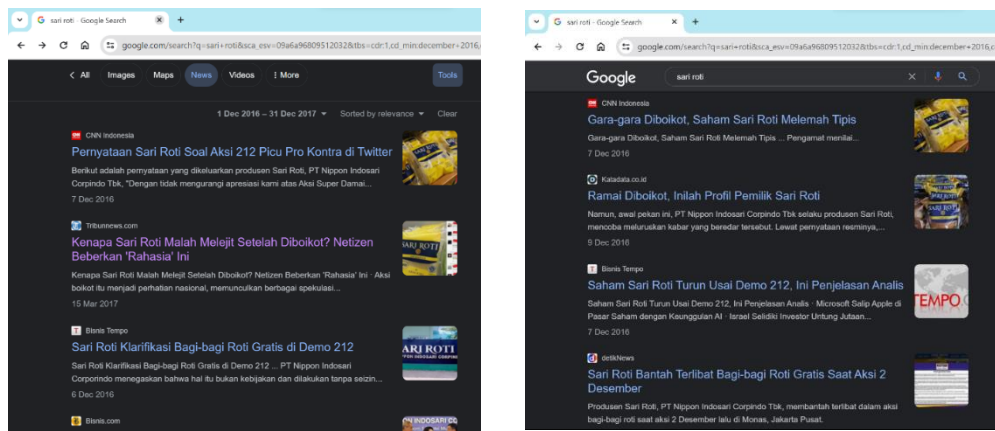 sari roti - Google Search
google.com/search?q=sari+roti&sca_esv=09a6a96809512032&tbs=cdr:1,cd_min:december+2016,
All Images Maps News Videos More Tools
1 Dec 2016 – 31 Dec 2017 Sorted by relevance Clear
CNN Indonesia
Pernyataan Sari Roti Soal Aksi 212 Picu Pro Kontra di Twitter
Berikut adalah pernyataan yang dikeluarkan produsen Sari Roti, PT Nippon Indosari
Corpindo Tbk, "Dengan tidak mengurangi apresiasi kami atas Aksi Super Damai...
7 Dec 2016
Tribunnews.com
Kenapa Sari Roti Malah Melejit Setelah Diboikot? Netizen
Beberkan 'Rahasia' Ini
Kenapa Sari Roti Malah Melejit Setelah Diboikot? Netizen Beberkan 'Rahasia' Ini · Aksi
boikot itu menjadi perhatian nasional, memunculkan berbagai spekulasi...
15 Mar 2017
SARI ROTI
Bisnis Tempo
Sari Roti Klarifikasi Bagi-bagi Roti Gratis di Demo 212
Sari Roti Klarifikasi Bagi-bagi Roti Gratis di Demo 212 ... PT Nippon Indosari
Corporindo menegaskan bahwa hal itu bukan kebijakan dan dilakukan tanpa seizin...
6 Dec 2016
ARI ROTI
Bisnis.com
sari roti - Google Search
google.com/search?q=sari+roti&sca_esv=09a6a96809512032&tbs=cdr:1,cd_min:december+2016,c
Google
sari roti
CNN Indonesia
Gara-gara Diboikot, Saham Sari Roti Melemah Tipis
Gara-gara Diboikot, Saham Sari Roti Melemah Tipis ... Pengamat menilai...
7 Dec 2016
Katadata.co.id
Ramai Diboikot, Inilah Profil Pemilik Sari Roti
Namun, awal pekan ini, PT Nippon Indosari Corpindo Tbk selaku produsen Sari Roti,
mencoba meluruskan kabar yang beredar tersebut. Lewat pernyataan resminya,...
9 Dec 2016
Bisnis Tempo
Saham Sari Roti Turun Usai Demo 212, Ini Penjelasan Analis
Saham Sari Roti Turun Usai Demo 212, Ini Penjelasan Analis · Microsoft Salip Apple di
Pasar Saham dengan Keunggulan AI · Israel Selidiki Investor Untung Jutaan...
7 Dec 2016
TEMPO.
detikNews
Sari Roti Bantah Terlibat Bagi-bagi Roti Gratis Saat Aksi 2
Desember
Produsen Sari Roti, PT Nippon Indosari Corpindo Tbk, membantah terlibat dalam aksi
bagi-bagi roti saat aksi 2 Desember lalu di Monas, Jakarta Pusat.